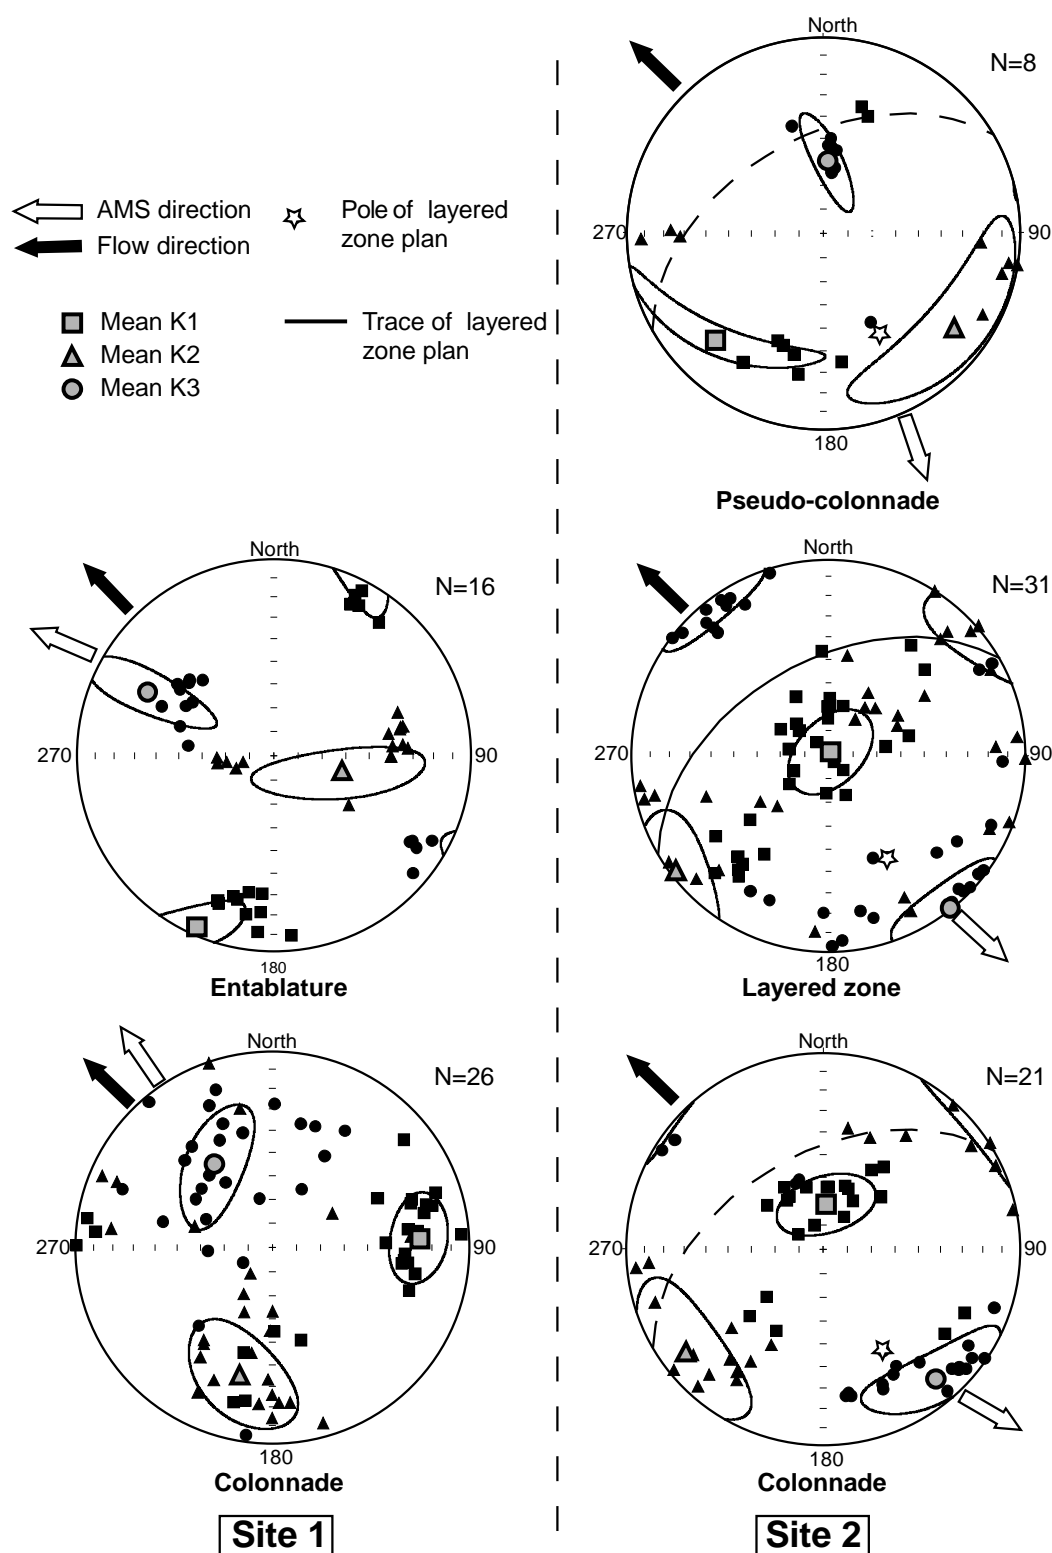 North
N=8
270
90
180
Pseudo-colonnade
AMS direction
Flow direction
Pole of layered
zone plan
Mean K1
Mean K2
Mean K3
Trace of layered
zone plan
North
N=16
270
90
180
Entablature
North
N=31
270
90
180
Layered zone
North
N=26
270
90
180
Colonnade
Site 1
North
N=21
270
90
180
Colonnade
Site 2